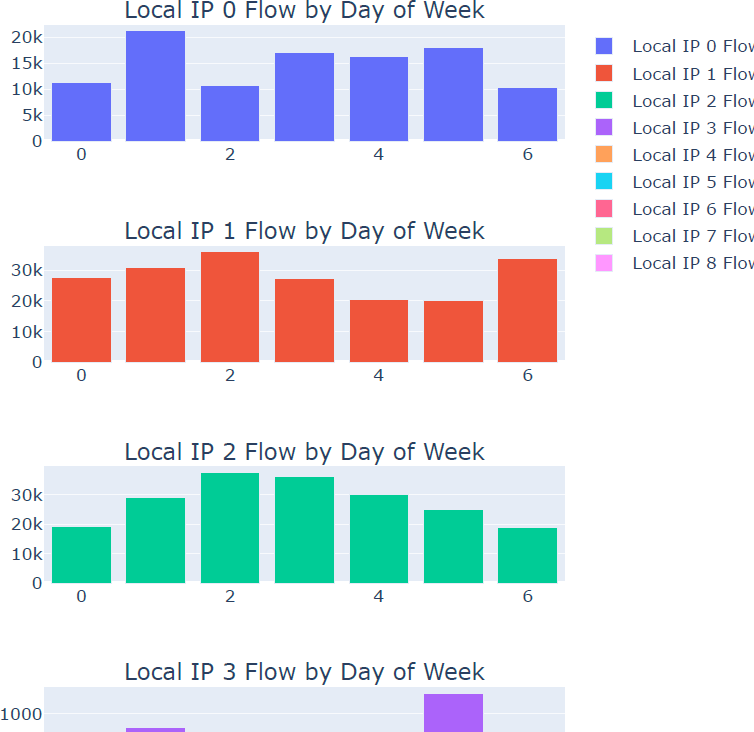 Local IP 0 Flow by Day of Week
20k
15k
10k
5k
0
0 2 4 6
Local IP 0 Flow
Local IP 1 Flow
Local IP 2 Flow
Local IP 3 Flow
Local IP 4 Flow
Local IP 5 Flow
Local IP 6 Flow
Local IP 7 Flow
Local IP 8 Flow
Local IP 1 Flow by Day of Week
30k
20k
10k
0
0 2 4 6
Local IP 2 Flow by Day of Week
30k
20k
10k
0
0 2 4 6
Local IP 3 Flow by Day of Week
1000